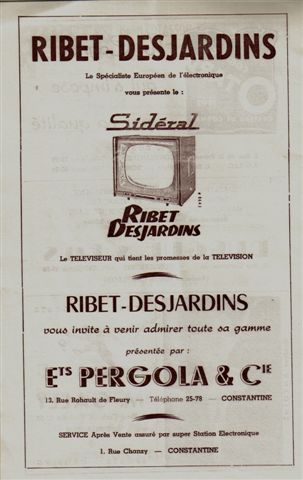 RIBET-DESJARDINS
Le Spécialiste Européen de l'électronique
vous présente le :
Sidéral
RIBET
DESJARDINS
Le TELEVISEUR qui tient les promesses de la TELEVISION
RIBET-DESJARDINS
vous invite à venir admirer toute sa gamme
présentée par :
ETS PERGOLA & CIE
13, Rue Rohault de Fleury — Téléphone 25-78 — CONSTANTINE
SERVICE Après Vente assuré par super Station Electronique
1, Rue Chanzy — CONSTANTINE